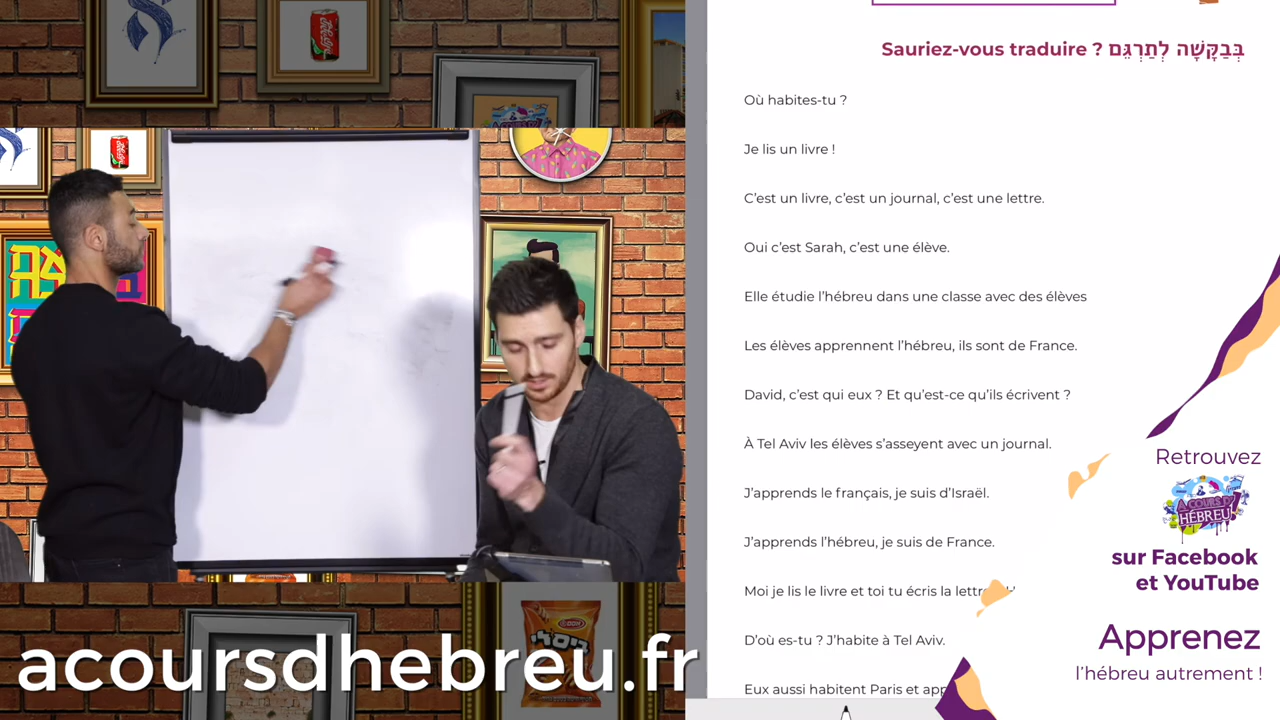 Sauriez-vous traduire ? בְּבַקָּשָׁה לְתַרְגֵּם
Où habites-tu ?
Je lis un livre !
C'est un livre, c'est un journal, c'est une lettre.
Oui c'est Sarah, c'est une élève.
Elle étudie l'hébreu dans une classe avec des élèves
Les élèves apprennent l'hébreu, ils sont de France.
David, c'est qui eux ? Et qu'est-ce qu'ils écrivent ?
À Tel Aviv les élèves s'asseyent avec un journal.
J'apprends le français, je suis d'Israël.
J'apprends l'hébreu, je suis de France.
Moi je lis le livre et toi tu écris la
D'où es-tu ? J'habite à Tel Aviv.
Eux aussi habitent Paris et
Retrouvez
A COURS D'
HÉBREU
sur Facebook
et YouTube
Apprenez
l'hébreu autrement !
acoursdhebreu.fr
ביסלי